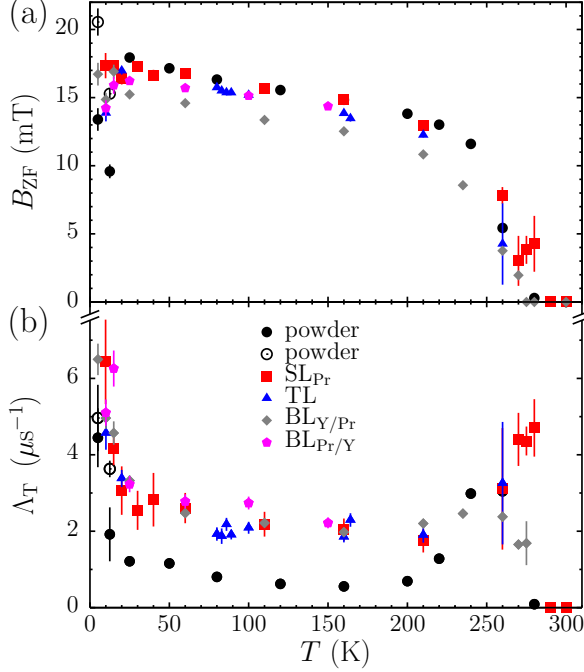 (a)
20
15
10
5
0
B_ZF (mT)
(b)
6
4
2
0
Λ_T (μs⁻¹)
powder
powder
SL_Pr
TL
BL_Y/Pr
BL_Pr/Y
0 50 100 150 200 250 300
T (K)